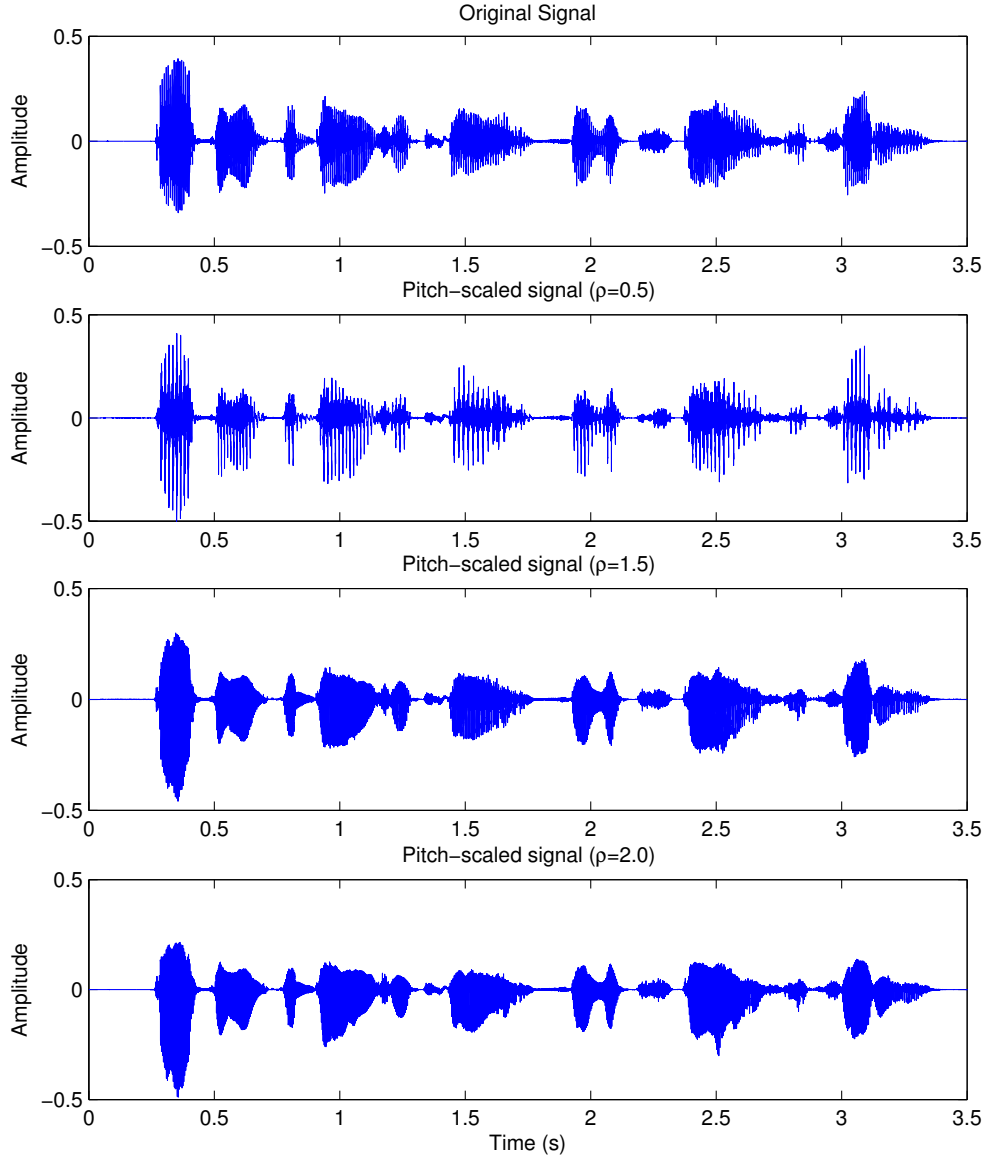 Original Signal
0.5
0
−0.5
Amplitude
0 0.5 1 1.5 2 2.5 3 3.5
Pitch−scaled signal (ρ=0.5)
0.5
0
−0.5
Amplitude
0 0.5 1 1.5 2 2.5 3 3.5
Pitch−scaled signal (ρ=1.5)
0.5
0
−0.5
Amplitude
0 0.5 1 1.5 2 2.5 3 3.5
Pitch−scaled signal (ρ=2.0)
0.5
0
−0.5
Amplitude
0 0.5 1 1.5 2 2.5 3 3.5
Time (s)